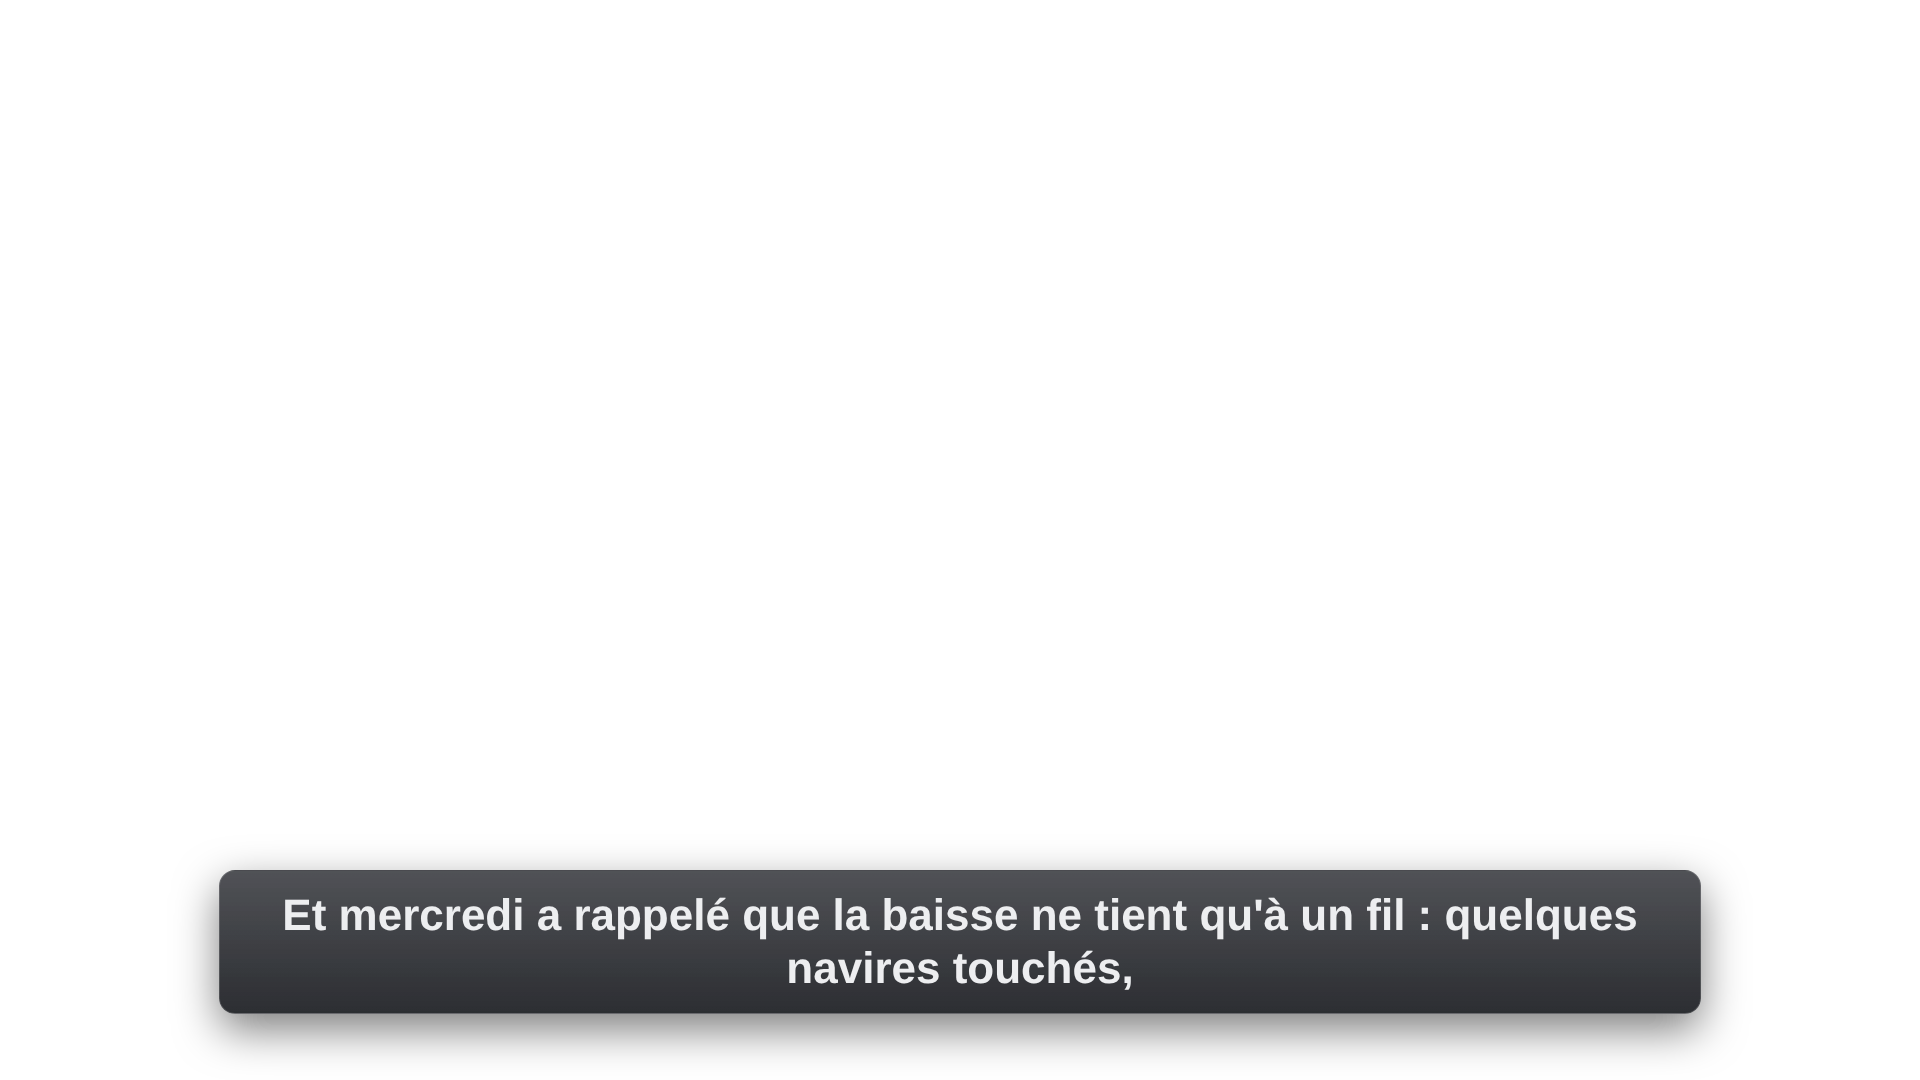 Et mercredi a rappelé que la baisse ne tient qu'à un fil : quelques
navires touchés,